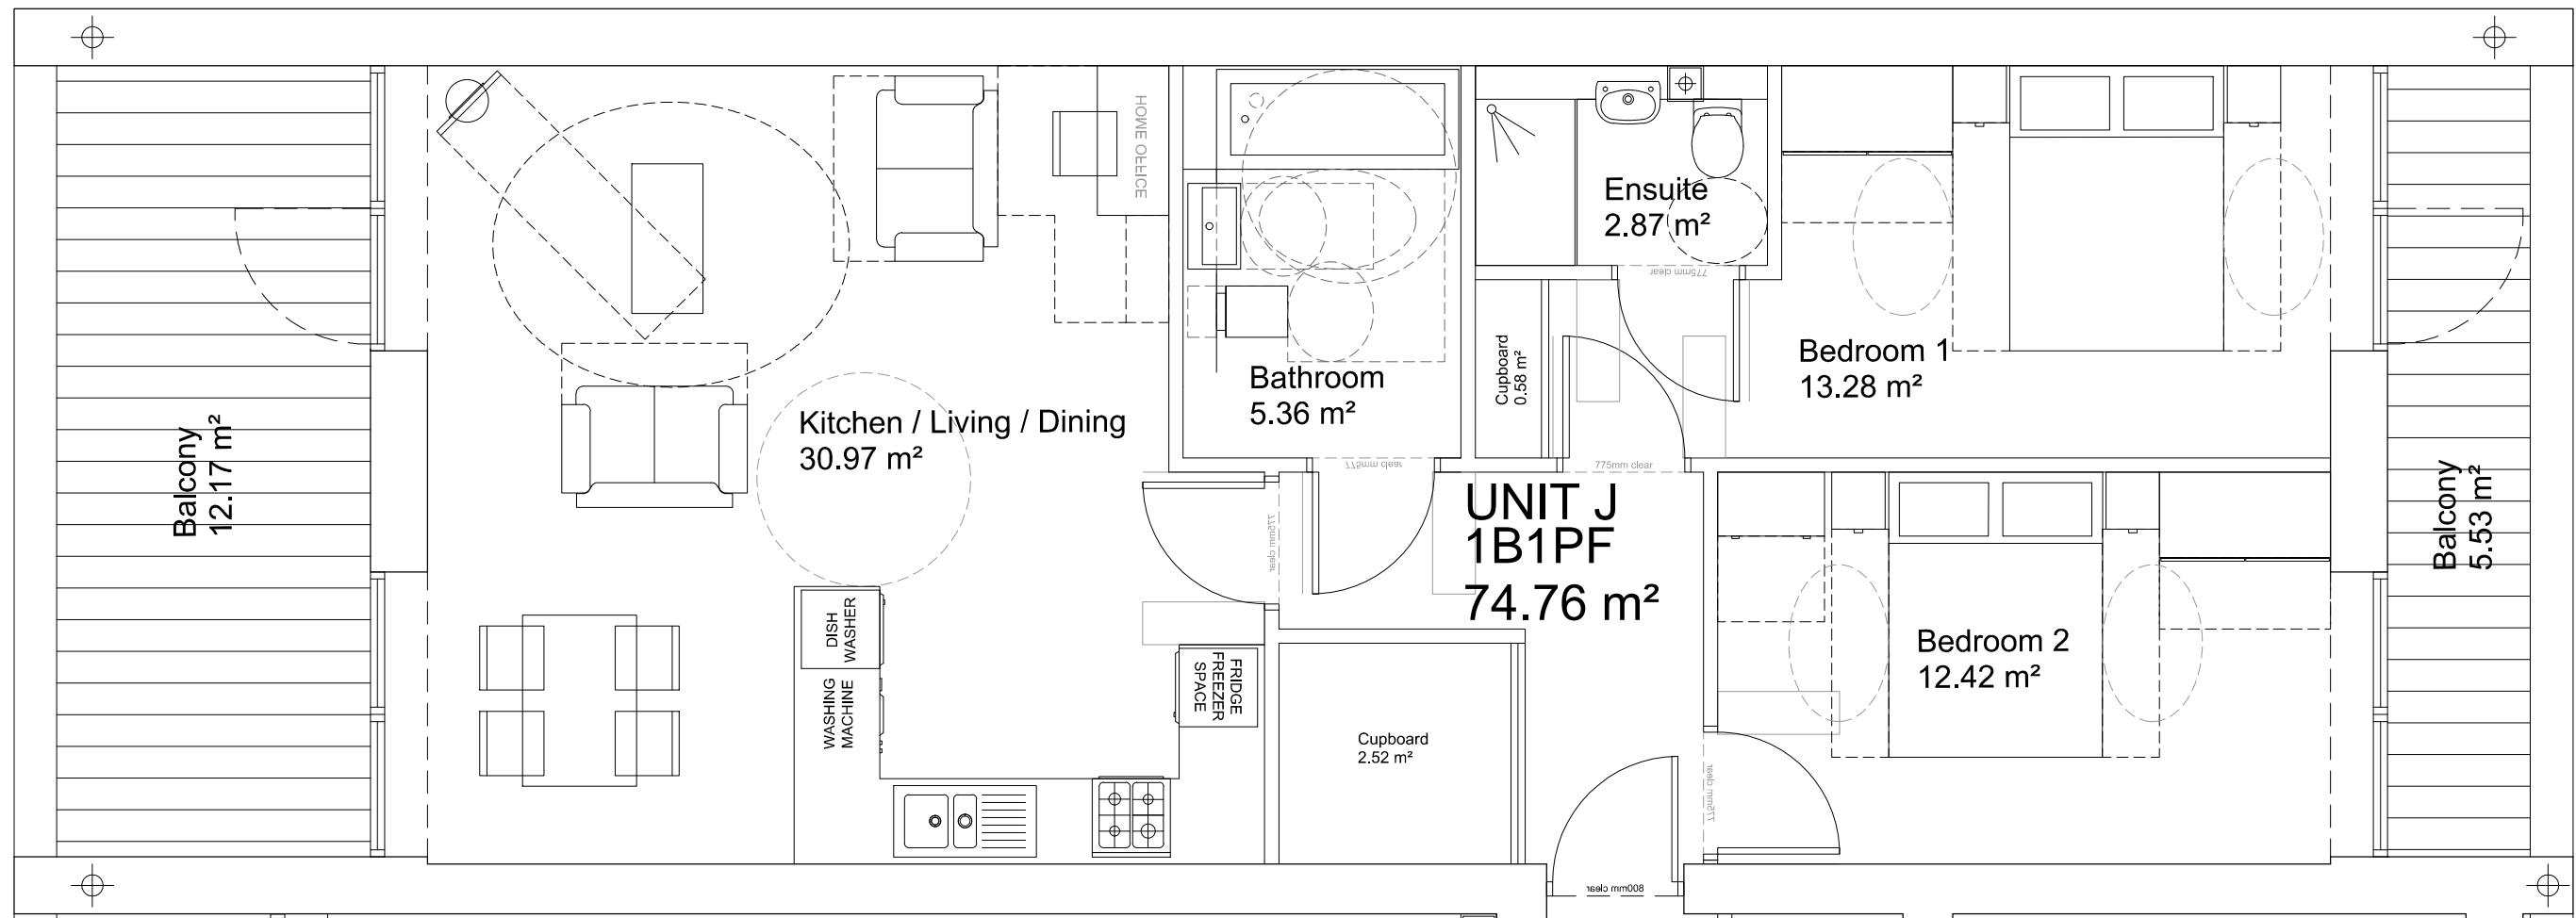 Balcony
12.17 m²
Kitchen / Living / Dining
30.97 m²
HOME OFFICE
DISH
WASHER
WASHING
MACHINE
FRIDGE
FREEZER
SPACE
Bathroom
5.36 m²
775mm clear
775mm clear
Ensuite
2.87 m²
775mm clear
Cupboard
0.58 m²
775mm clear
Bedroom 1
13.28 m²
UNIT J
1B1PF
74.76 m²
Cupboard
2.52 m²
Bedroom 2
12.42 m²
775mm clear
800mm clear
Balcony
5.53 m²